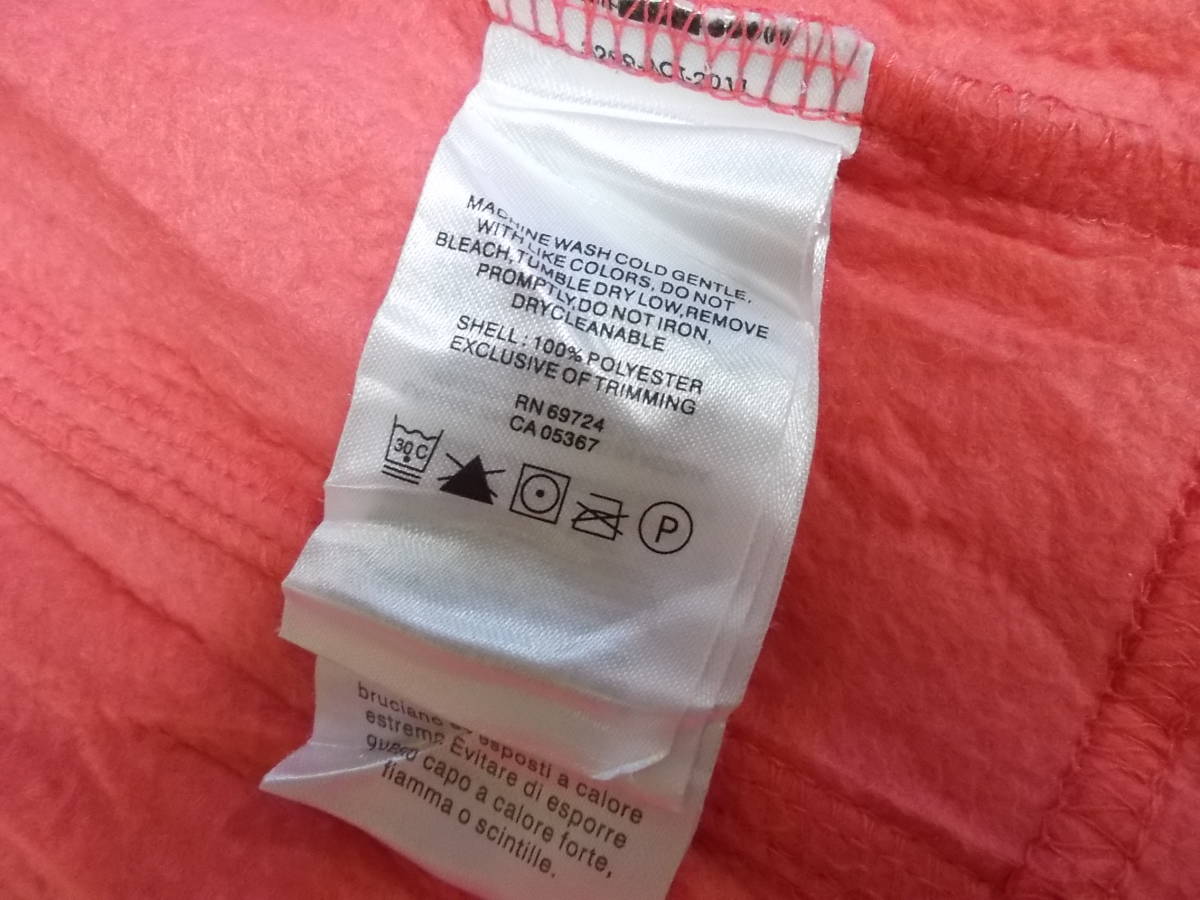 MACHINE WASH COLD GENTLE,
WITH LIKE COLORS, DO NOT
BLEACH, TUMBLE DRY LOW, REMOVE
PROMPTLY, DO NOT IRON,
DRYCLEANABLE
SHELL : 100% POLYESTER
EXCLUSIVE OF TRIMMING
RN 69724
CA 05367
30C
P
bruciano esposti a calore
estremo Evitare di esporre
capo a calore forte,
fiamma o scintille.